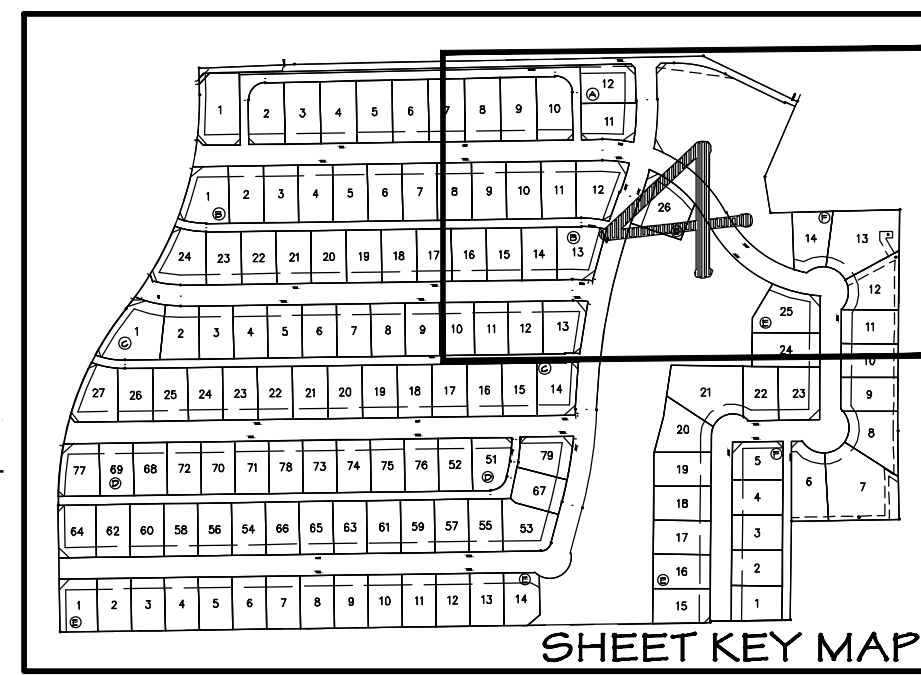 1 2 3 4 5 6 7 8 9 10 12
A
11
1 2 3 4 5 6 7 8 9 10 11 12 26
B
F
24 23 22 21 20 19 18 17 16 15 14 13 14 13
B
12
25
1 2 3 4 5 6 7 8 9 10 11 12 13 11
C E
24 10
C
27 26 25 24 23 22 21 20 19 18 17 16 15 14 21 22 23 9
20 8
77 69 68 72 70 71 78 73 74 75 76 52 51 79 19 5
D D F
67 6 7
18 4
64 62 60 58 56 54 66 65 63 61 59 57 55 53 17 3
16 2
E E
1 2 3 4 5 6 7 8 9 10 11 12 13 14 15 1
E
SHEET KEY MAP